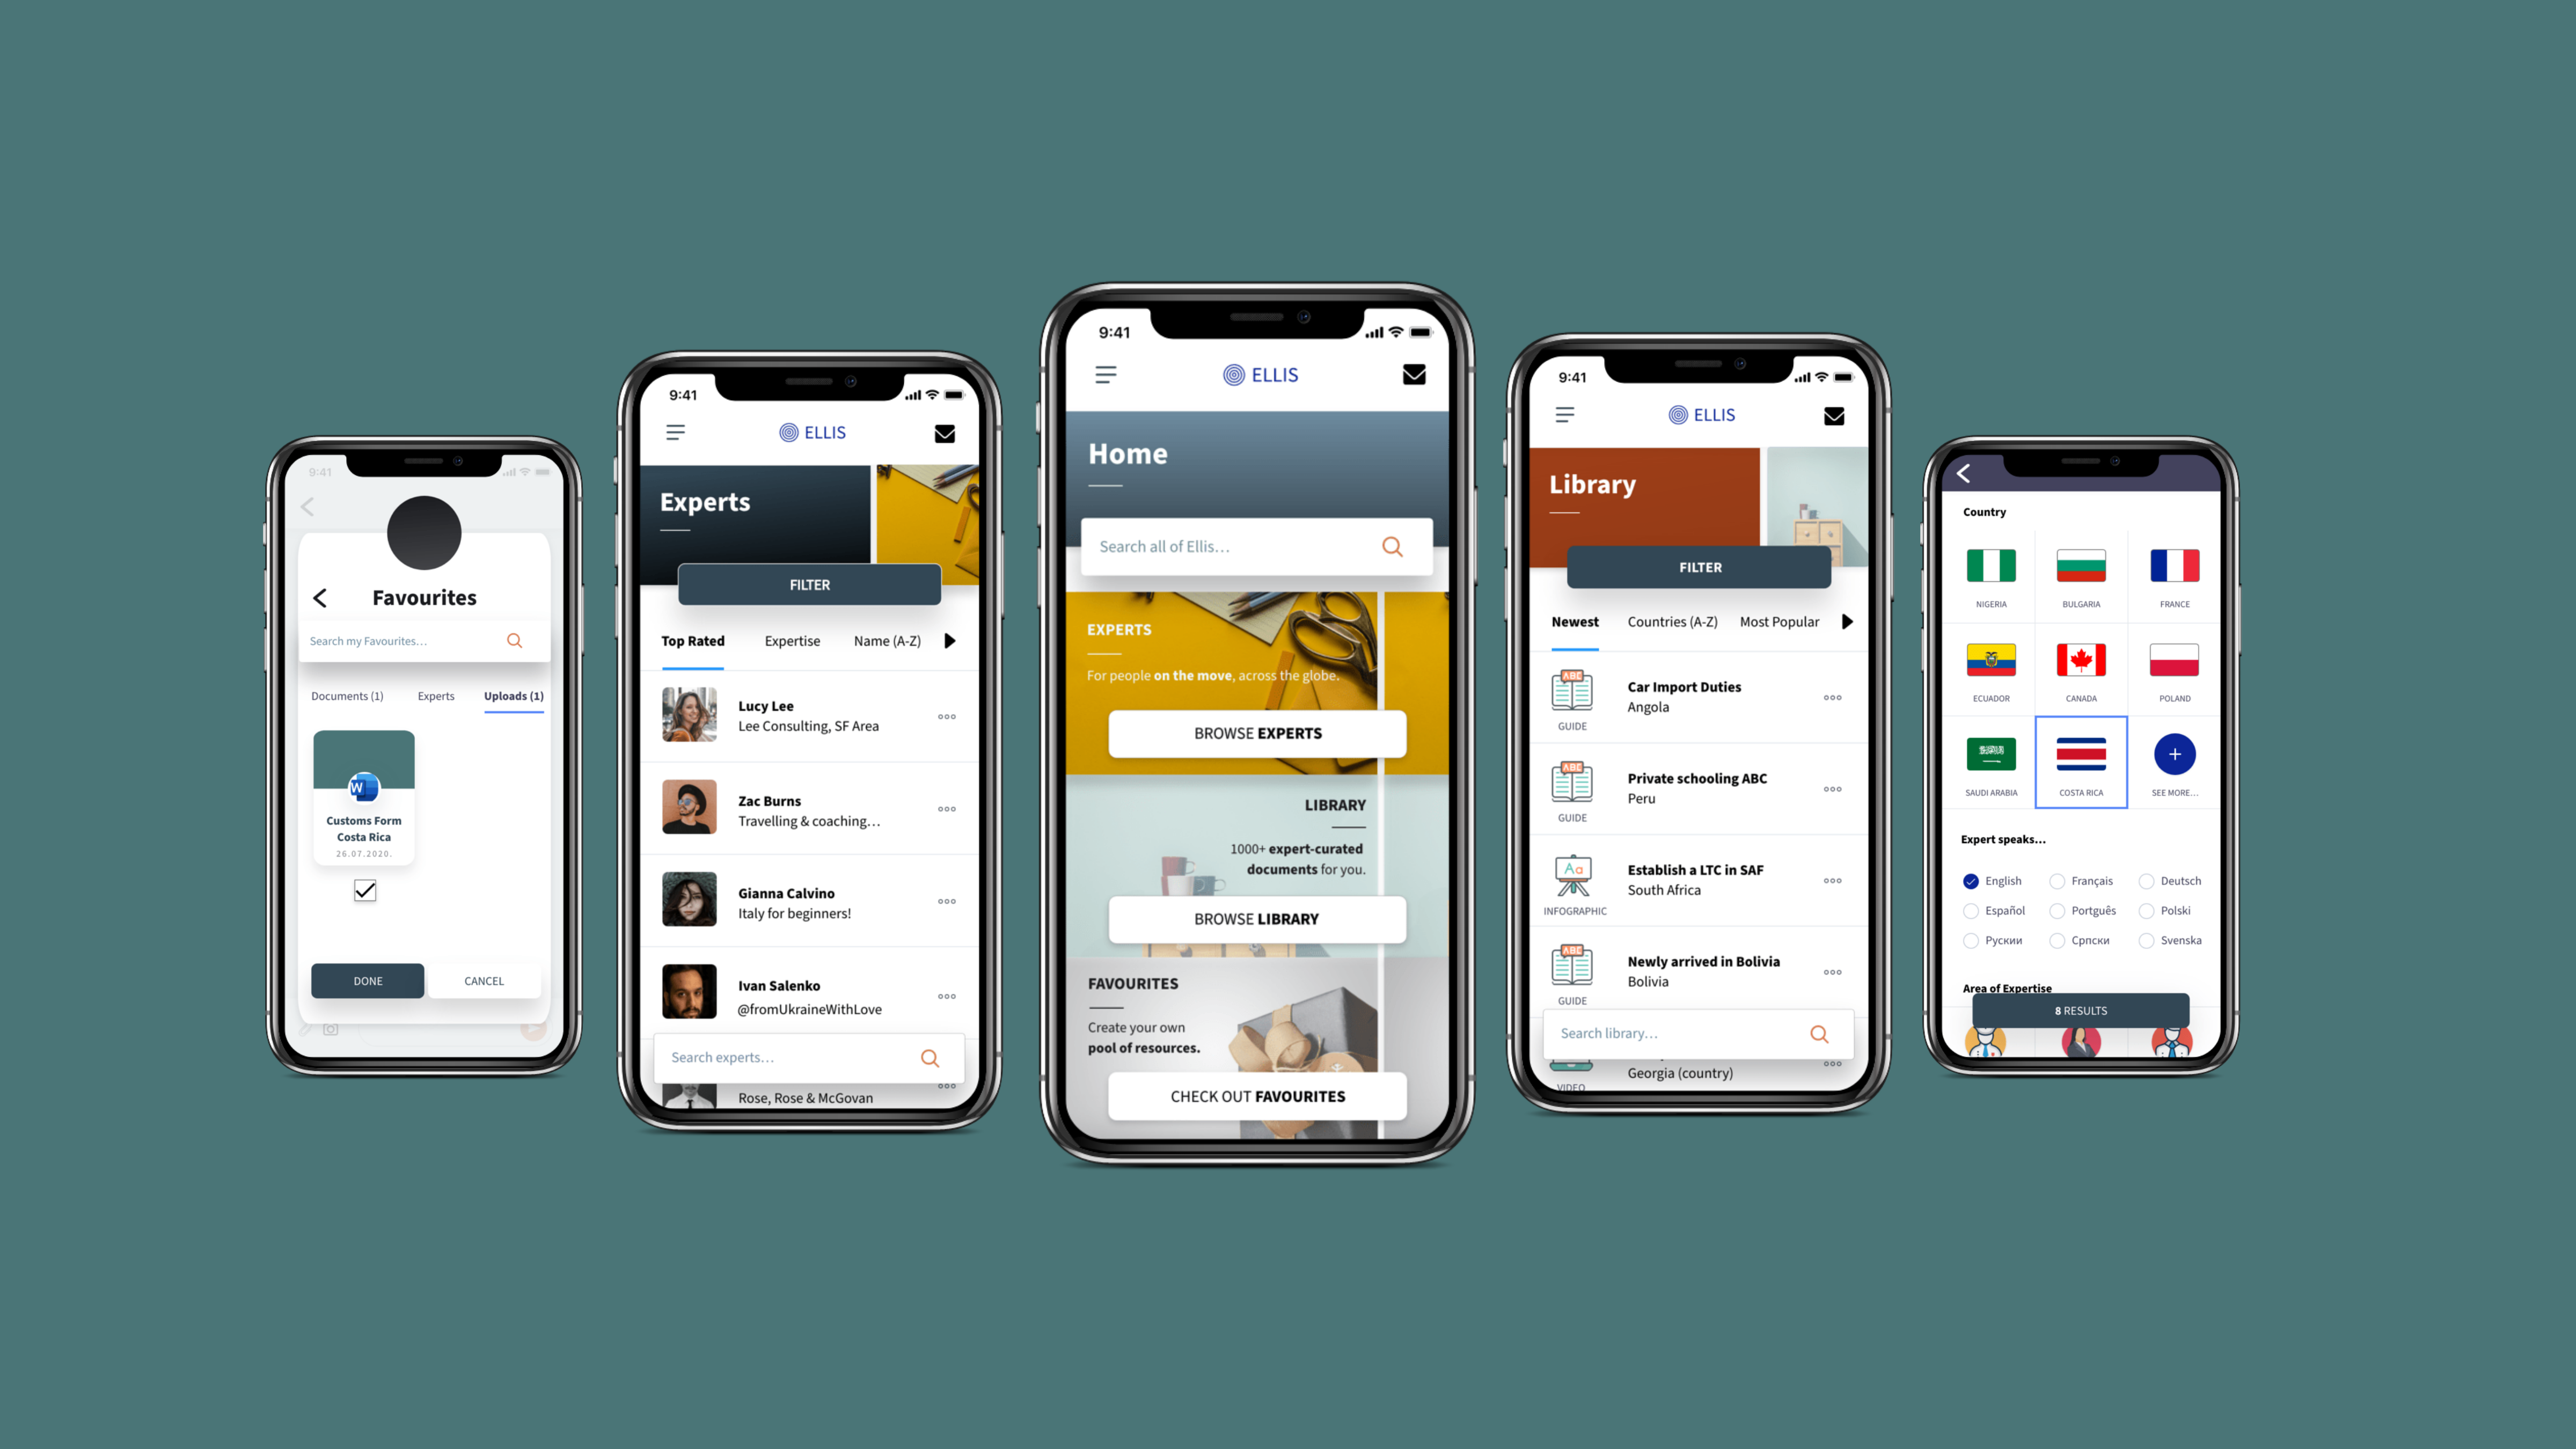 9:41
Favourites
Search my Favourites...
Documents (1)
Experts
Uploads (1)
W
Customs Form
Costa Rica
26.07.2020.
DONE
CANCEL
9:41
ELLIS
Experts
FILTER
Top Rated
Expertise
Name (A-Z)
Lucy Lee
Lee Consulting, SF Area
Zac Burns
Travelling & coaching...
Gianna Calvino
Italy for beginners!
Ivan Salenko
@fromUkraineWithLove
Search experts...
Rose, Rose & McGovan
9:41
ELLIS
Home
Search all of Ellis...
EXPERTS
For people on the move, across the globe.
BROWSE EXPERTS
LIBRARY
1000+ expert-curated
documents for you.
BROWSE LIBRARY
FAVOURITES
Create your own
pool of resources.
CHECK OUT FAVOURITES
9:41
ELLIS
Library
FILTER
Newest
Countries (A-Z)
Most Popular
ABC
GUIDE
Car Import Duties
Angola
ABC
GUIDE
Private schooling ABC
Peru
Aa
INFOGRAPHIC
Establish a LTC in SAF
South Africa
ABC
GUIDE
Newly arrived in Bolivia
Bolivia
Search library...
VIDEO
Georgia (country)
Country
NIGERIA
BULGARIA
FRANCE
ECUADOR
CANADA
POLAND
SAUDI ARABIA
COSTA RICA
SEE MORE...
Expert speaks...
English
Français
Deutsch
Español
Portguês
Polski
Рускии
Српски
Svenska
Area of Expertise
8 RESULTS